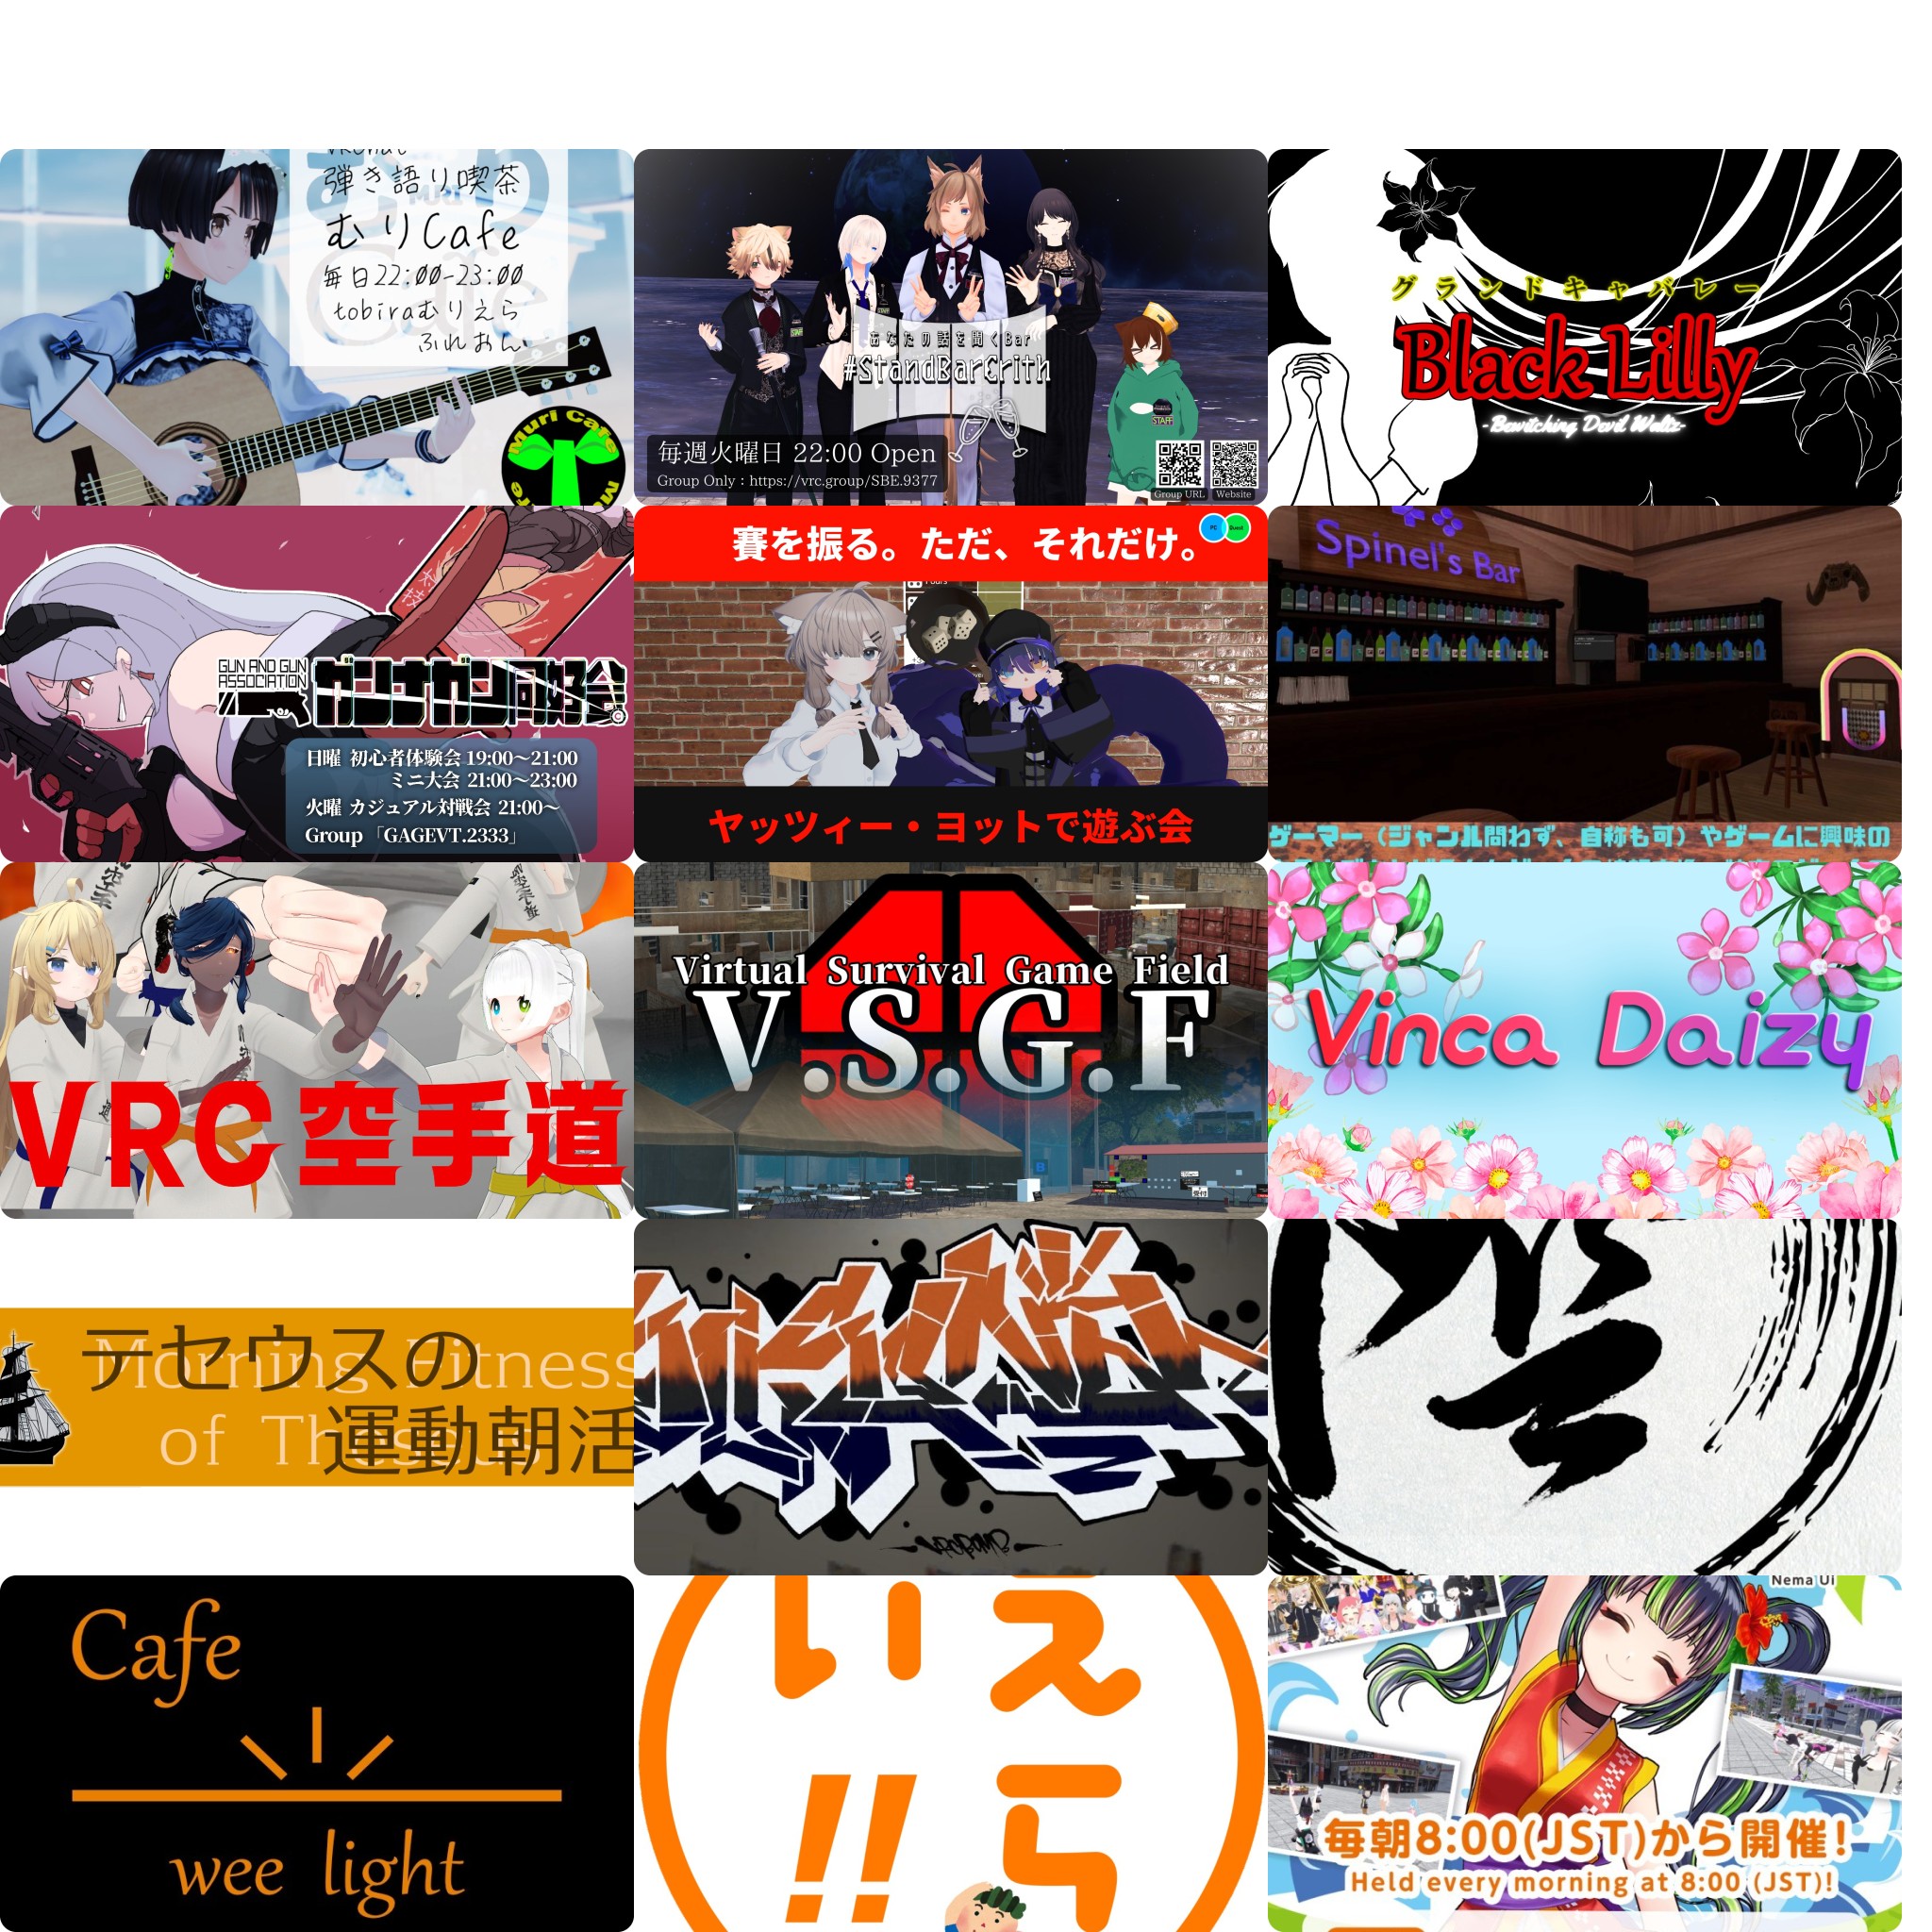 弾き語り喫茶
むりCafe
毎日22:00-23:00
tobiraむりえら
ふれおん
Muri Cafe
あなたの話を聞くBar
#StandBarCrith
STAFF
毎週火曜日 22:00 Open
Group Only : https://vrc.group/SBE.9377
Group URL
Website
グランドキャバレー
Black Lilly
-Bewitching Devil Waltz-
GUN AND GUN
ASSOCIATION
ガンナガン同好会
日曜 初心者体験会 19:00～21:00
ミニ大会 21:00～23:00
火曜 カジュアル対戦会 21:00～
Group 「GAGEVT.2333」
賽を振る。ただ、それだけ。
PC
Quest
ヤッツィー・ヨットで遊ぶ会
Spinel's Bar
ゲーマー（ジャンル問わず、自称も可）やゲームに興味の
VRC空手道
Virtual Survival Game Field
V.S.G.F
B
受付
Vinca Daizy
テセウスの
運動朝活
Morning Fitness
of Theseus
Cafe
wee light
いえ
!!ら
Nema Ui
毎朝8:00(JST)から開催!
Held every morning at 8:00 (JST)!